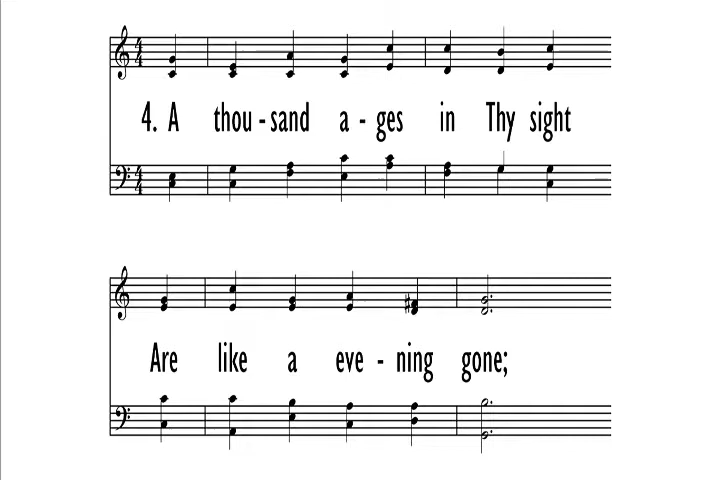 4. A thou - sand a - ges in Thy sight
Are like a eve - ning gone;